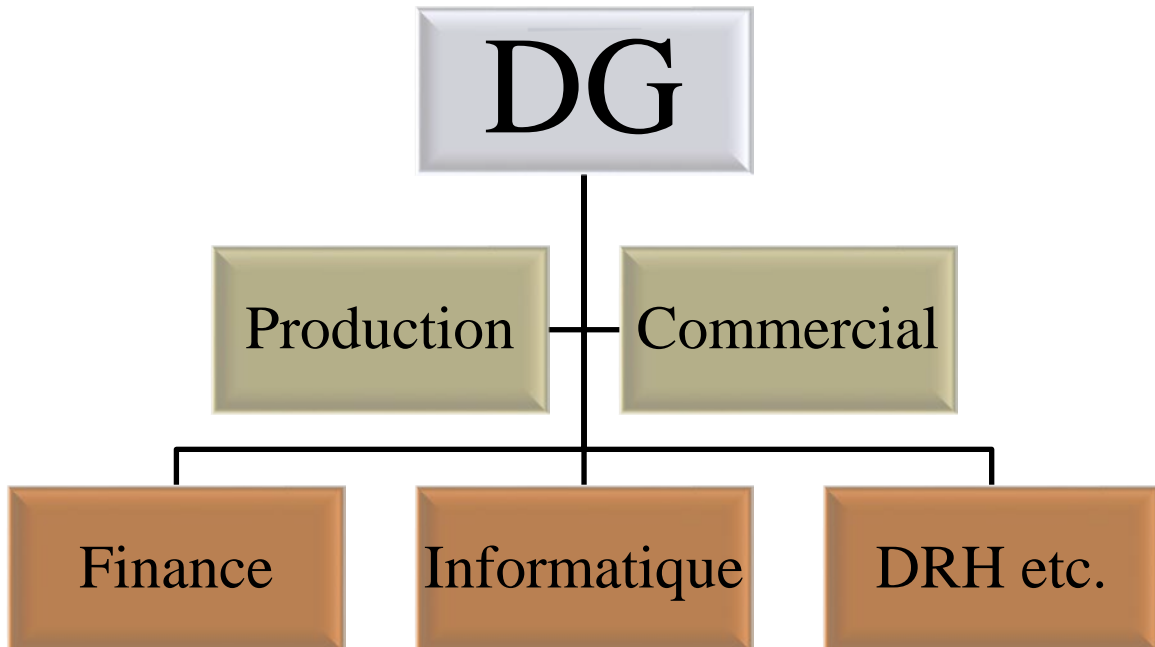 DG
Production
Commercial
Finance
Informatique
DRH etc.